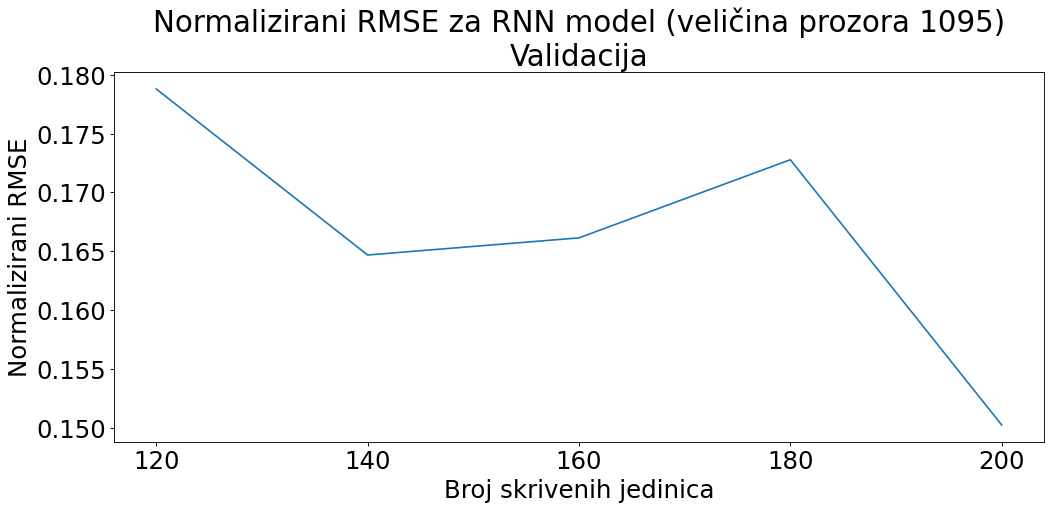 Normalizirani RMSE za RNN model (veličina prozora 1095)
Validacija
Normalizirani RMSE
0.180
0.175
0.170
0.165
0.160
0.155
0.150
120 140 160 180 200
Broj skrivenih jedinica